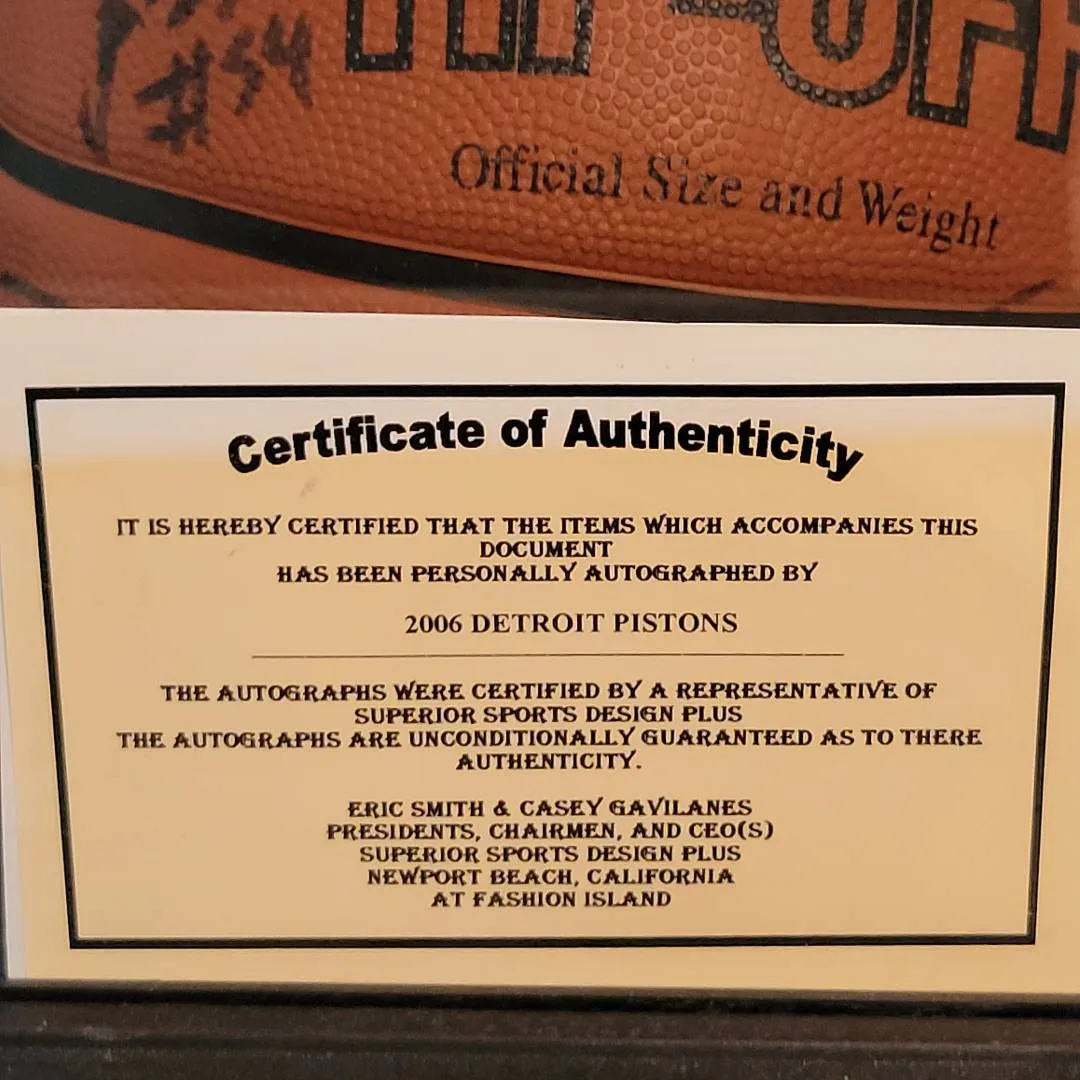 #54
TIP-OFF
Official Size and Weight
Certificate of Authenticity
IT IS HEREBY CERTIFIED THAT THE ITEMS WHICH ACCOMPANIES THIS
DOCUMENT
HAS BEEN PERSONALLY AUTOGRAPHED BY
2006 DETROIT PISTONS
THE AUTOGRAPHS WERE CERTIFIED BY A REPRESENTATIVE OF
SUPERIOR SPORTS DESIGN PLUS
THE AUTOGRAPHS ARE UNCONDITIONALLY GUARANTEED AS TO THERE
AUTHENTICITY.
ERIC SMITH & CASEY GAVILANES
PRESIDENTS, CHAIRMEN, AND CEO(S)
SUPERIOR SPORTS DESIGN PLUS
NEWPORT BEACH, CALIFORNIA
AT FASHION ISLAND